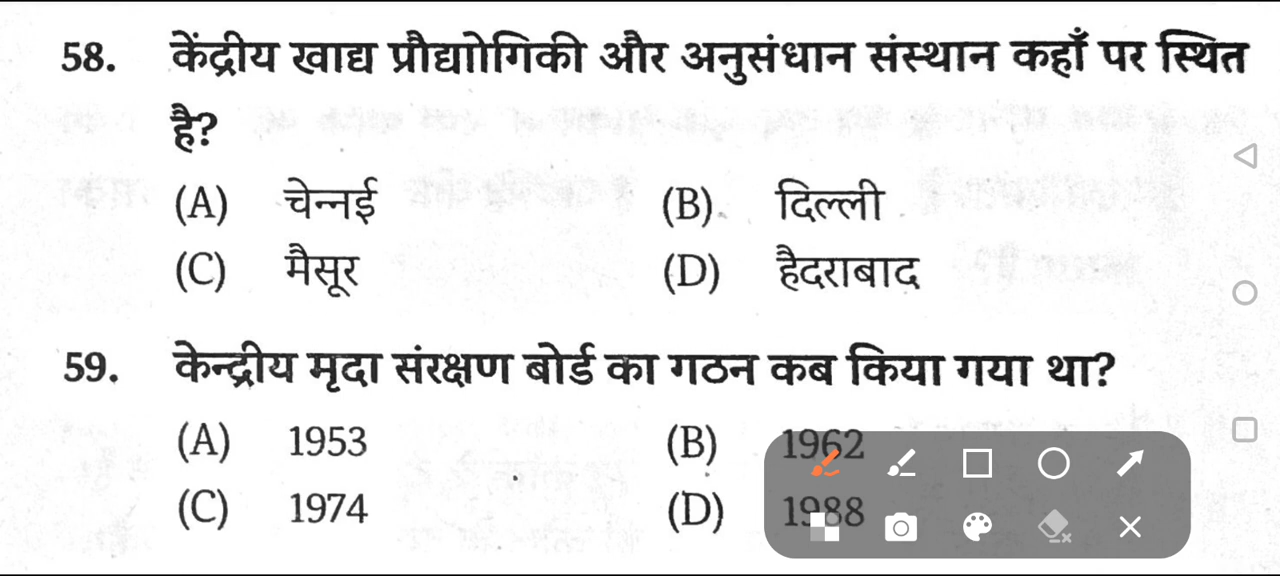 58. केंद्रीय खाद्य प्रौद्योगिकी और अनुसंधान संस्थान कहाँ पर स्थित
है?
(A) चेन्नई (B) दिल्ली
(C) मैसूर (D) हैदराबाद
59. केन्द्रीय मृदा संरक्षण बोर्ड का गठन कब किया गया था?
(A) 1953 (B) 1962
(C) 1974 (D) 1988